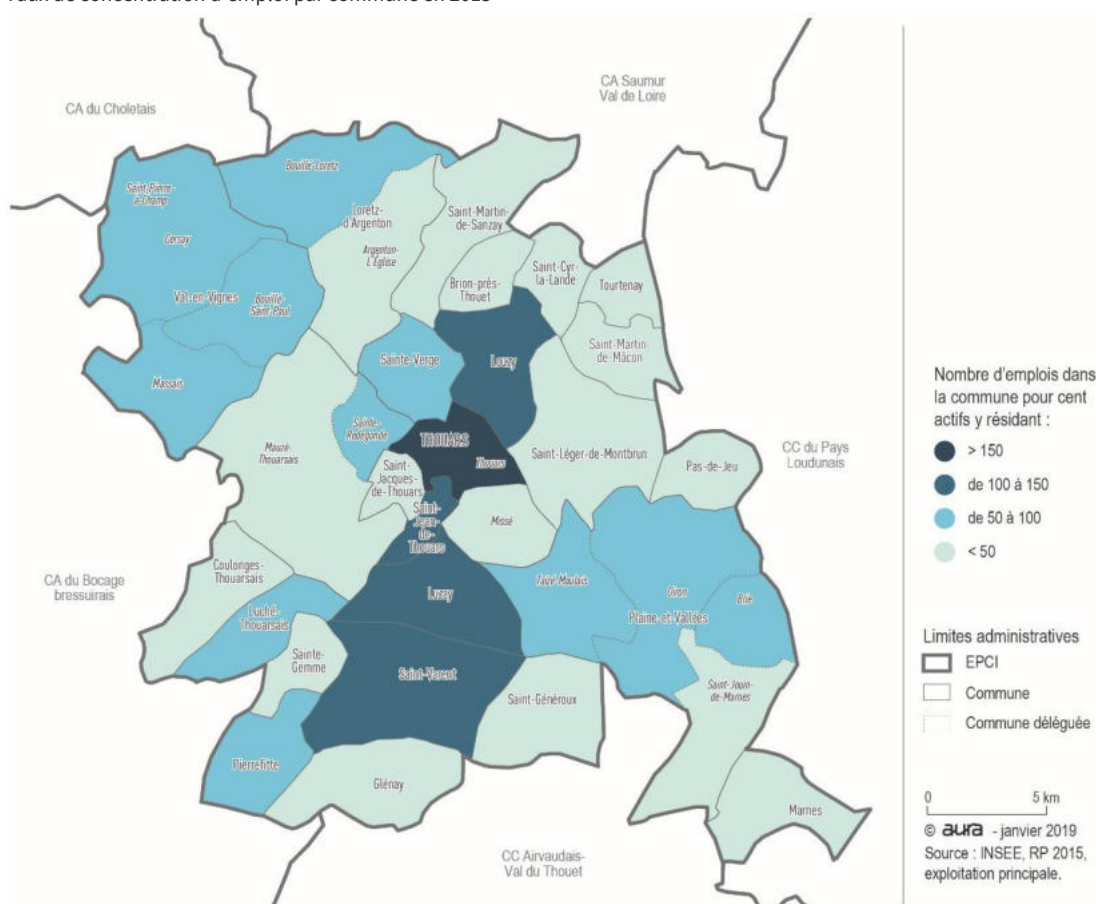 Taux de concentration d'emploi par commune en 2015
CA du Choletais
CA Saumur
Val de Loire
Bouillé-Loretz
Saint-Pierre-
à-Champ
Cersay
Loretz-
d'Argenton
Saint-Martin-
de-Sanzay
Argenton-
L'Église
Brion-près-
Thouet
Saint-Cyr-
la-Lande
Tourtenay
Val-en-Vignes
Bouillé-
Saint-Paul
Saint-Martin-
de-Mâcon
Sainte-Verge
Louzy
Massais
Sainte-
Radegonde
THOUARS
Thouars
Mauzé-
Thouarsais
Saint-Léger-de-Montbrun
Pas-de-Jeu
CC du Pays
Loudunais
Saint-
Jacques-
de-Thouars
Saint-
Jean-
de-
Thouars
Missé
Coulonges-
Thouarsais
CA du Bocage
bressuirais
Luzay
Taizé-Maulais
Oiron
Brie
Plaine-et-Vallées
Luché-
Thouarsais
Sainte-
Gemme
Saint-Varent
Saint-Généroux
Saint-Jouin-
de-Marnes
Pierrefitte
Glénay
Marnes
CC Airvaudais-
Val du Thouet
Nombre d'emplois dans
la commune pour cent
actifs y résidant :
> 150
de 100 à 150
de 50 à 100
< 50
Limites administratives
EPCI
Commune
Commune déléguée
0 5 km
© aura - janvier 2019
Source : INSEE, RP 2015,
exploitation principale.